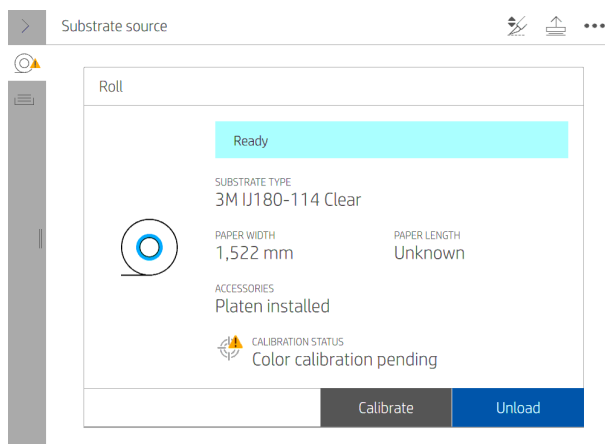 Substrate source
Roll
Ready
SUBSTRATE TYPE
3M IJ180-114 Clear
PAPER WIDTH
PAPER LENGTH
1,522 mm
Unknown
ACCESSORIES
Platen installed
CALIBRATION STATUS
Color calibration pending
Calibrate
Unload